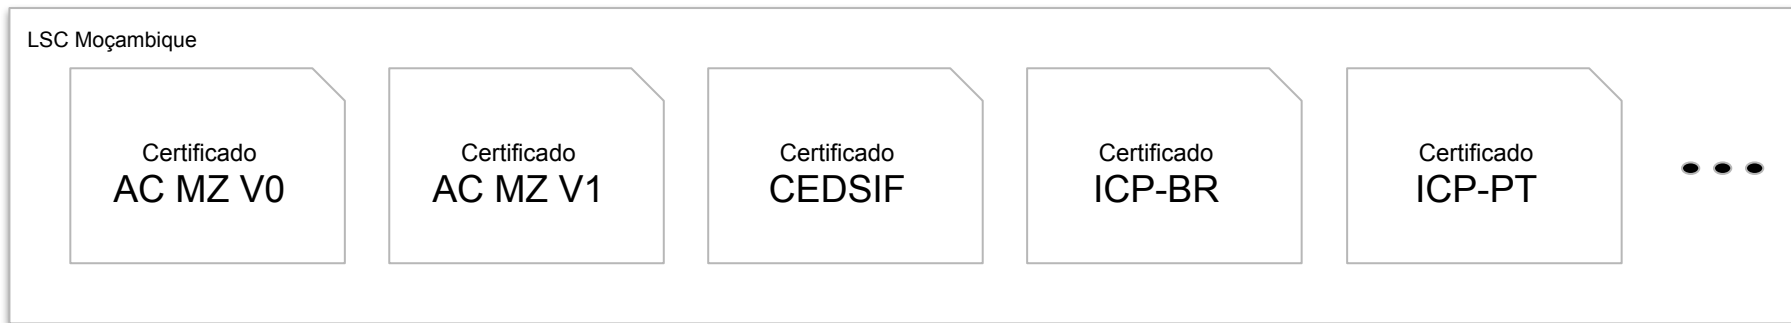 LSC Moçambique
Certificado
AC MZ V0
Certificado
AC MZ V1
Certificado
CEDSIF
Certificado
ICP-BR
Certificado
ICP-PT